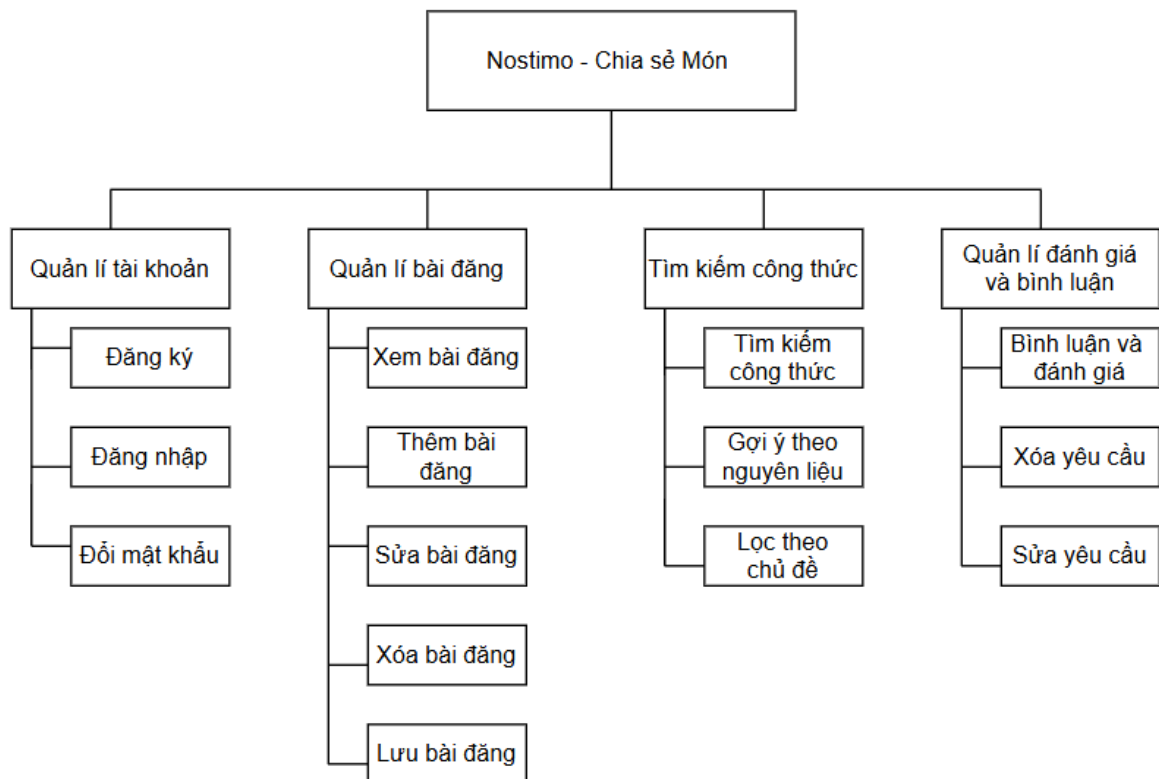 Nostimo - Chia sẻ Món
Quản lí tài khoản
Quản lí bài đăng
Tìm kiếm công thức
Quản lí đánh giá
và bình luận
Đăng ký
Đăng nhập
Đổi mật khẩu
Xem bài đăng
Thêm bài
đăng
Sửa bài đăng
Xóa bài đăng
Lưu bài đăng
Tìm kiếm
công thức
Gợi ý theo
nguyên liệu
Lọc theo
chủ đề
Bình luận và
đánh giá
Xóa yêu cầu
Sửa yêu cầu